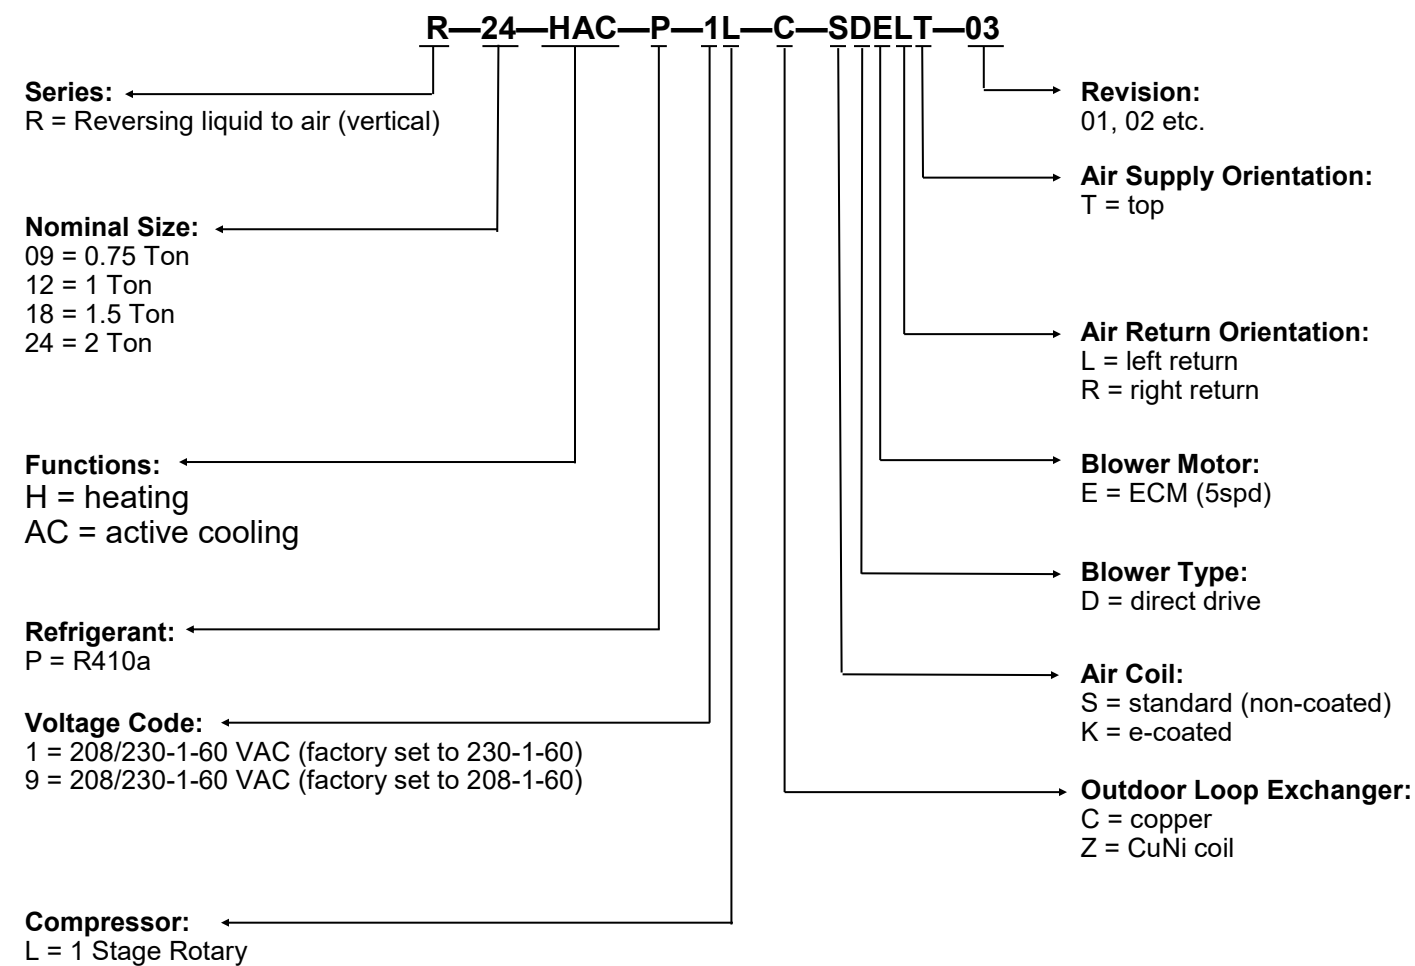 R—24—HAC—P—1L—C—SDELT—03
Series:
R = Reversing liquid to air (vertical)
Nominal Size:
09 = 0.75 Ton
12 = 1 Ton
18 = 1.5 Ton
24 = 2 Ton
Functions:
H = heating
AC = active cooling
Refrigerant:
P = R410a
Voltage Code:
1 = 208/230-1-60 VAC (factory set to 230-1-60)
9 = 208/230-1-60 VAC (factory set to 208-1-60)
Compressor:
L = 1 Stage Rotary
Revision:
01, 02 etc.
Air Supply Orientation:
T = top
Air Return Orientation:
L = left return
R = right return
Blower Motor:
E = ECM (5spd)
Blower Type:
D = direct drive
Air Coil:
S = standard (non-coated)
K = e-coated
Outdoor Loop Exchanger:
C = copper
Z = CuNi coil